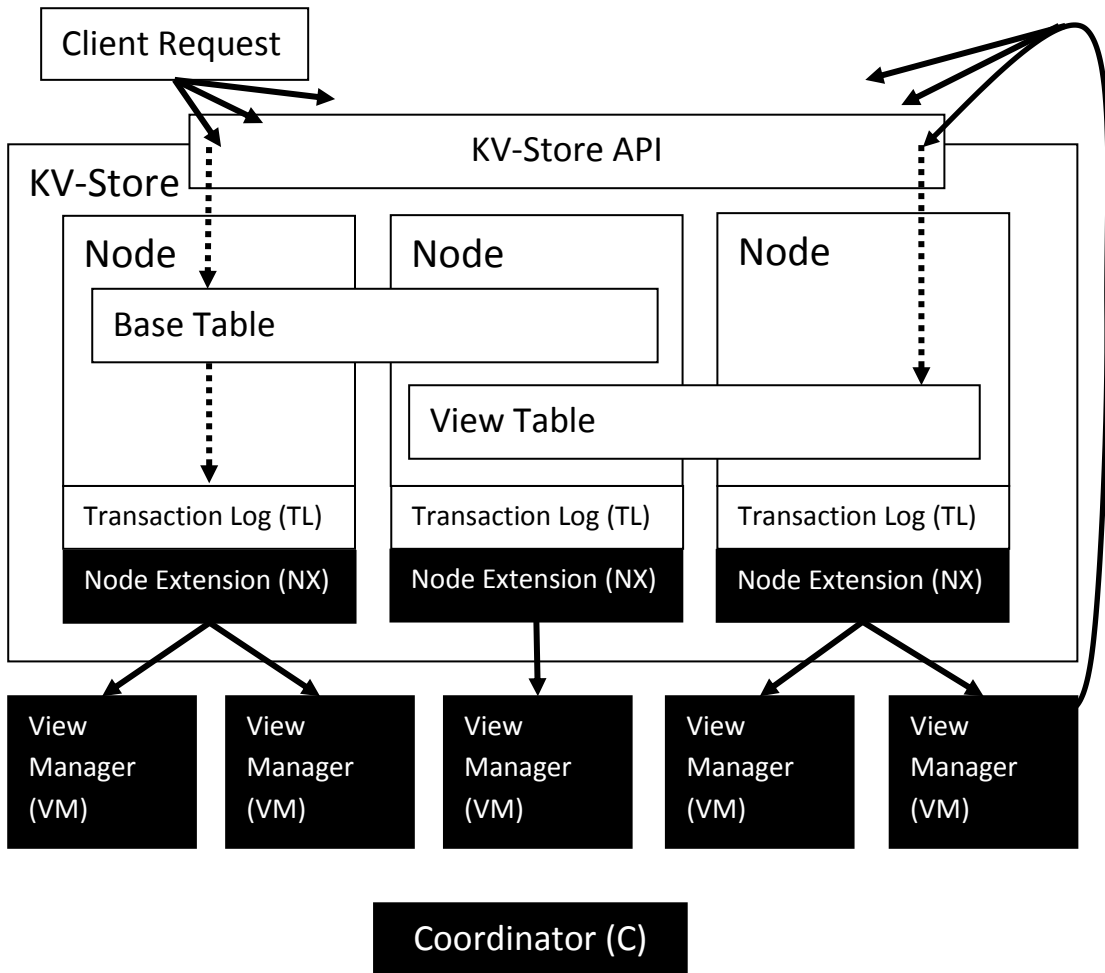 Client Request
KV-Store API
KV-Store
Node
Node
Node
Base Table
View Table
Transaction Log (TL)
Transaction Log (TL)
Transaction Log (TL)
Node Extension (NX)
Node Extension (NX)
Node Extension (NX)
View
Manager
(VM)
View
Manager
(VM)
View
Manager
(VM)
View
Manager
(VM)
View
Manager
(VM)
Coordinator (C)